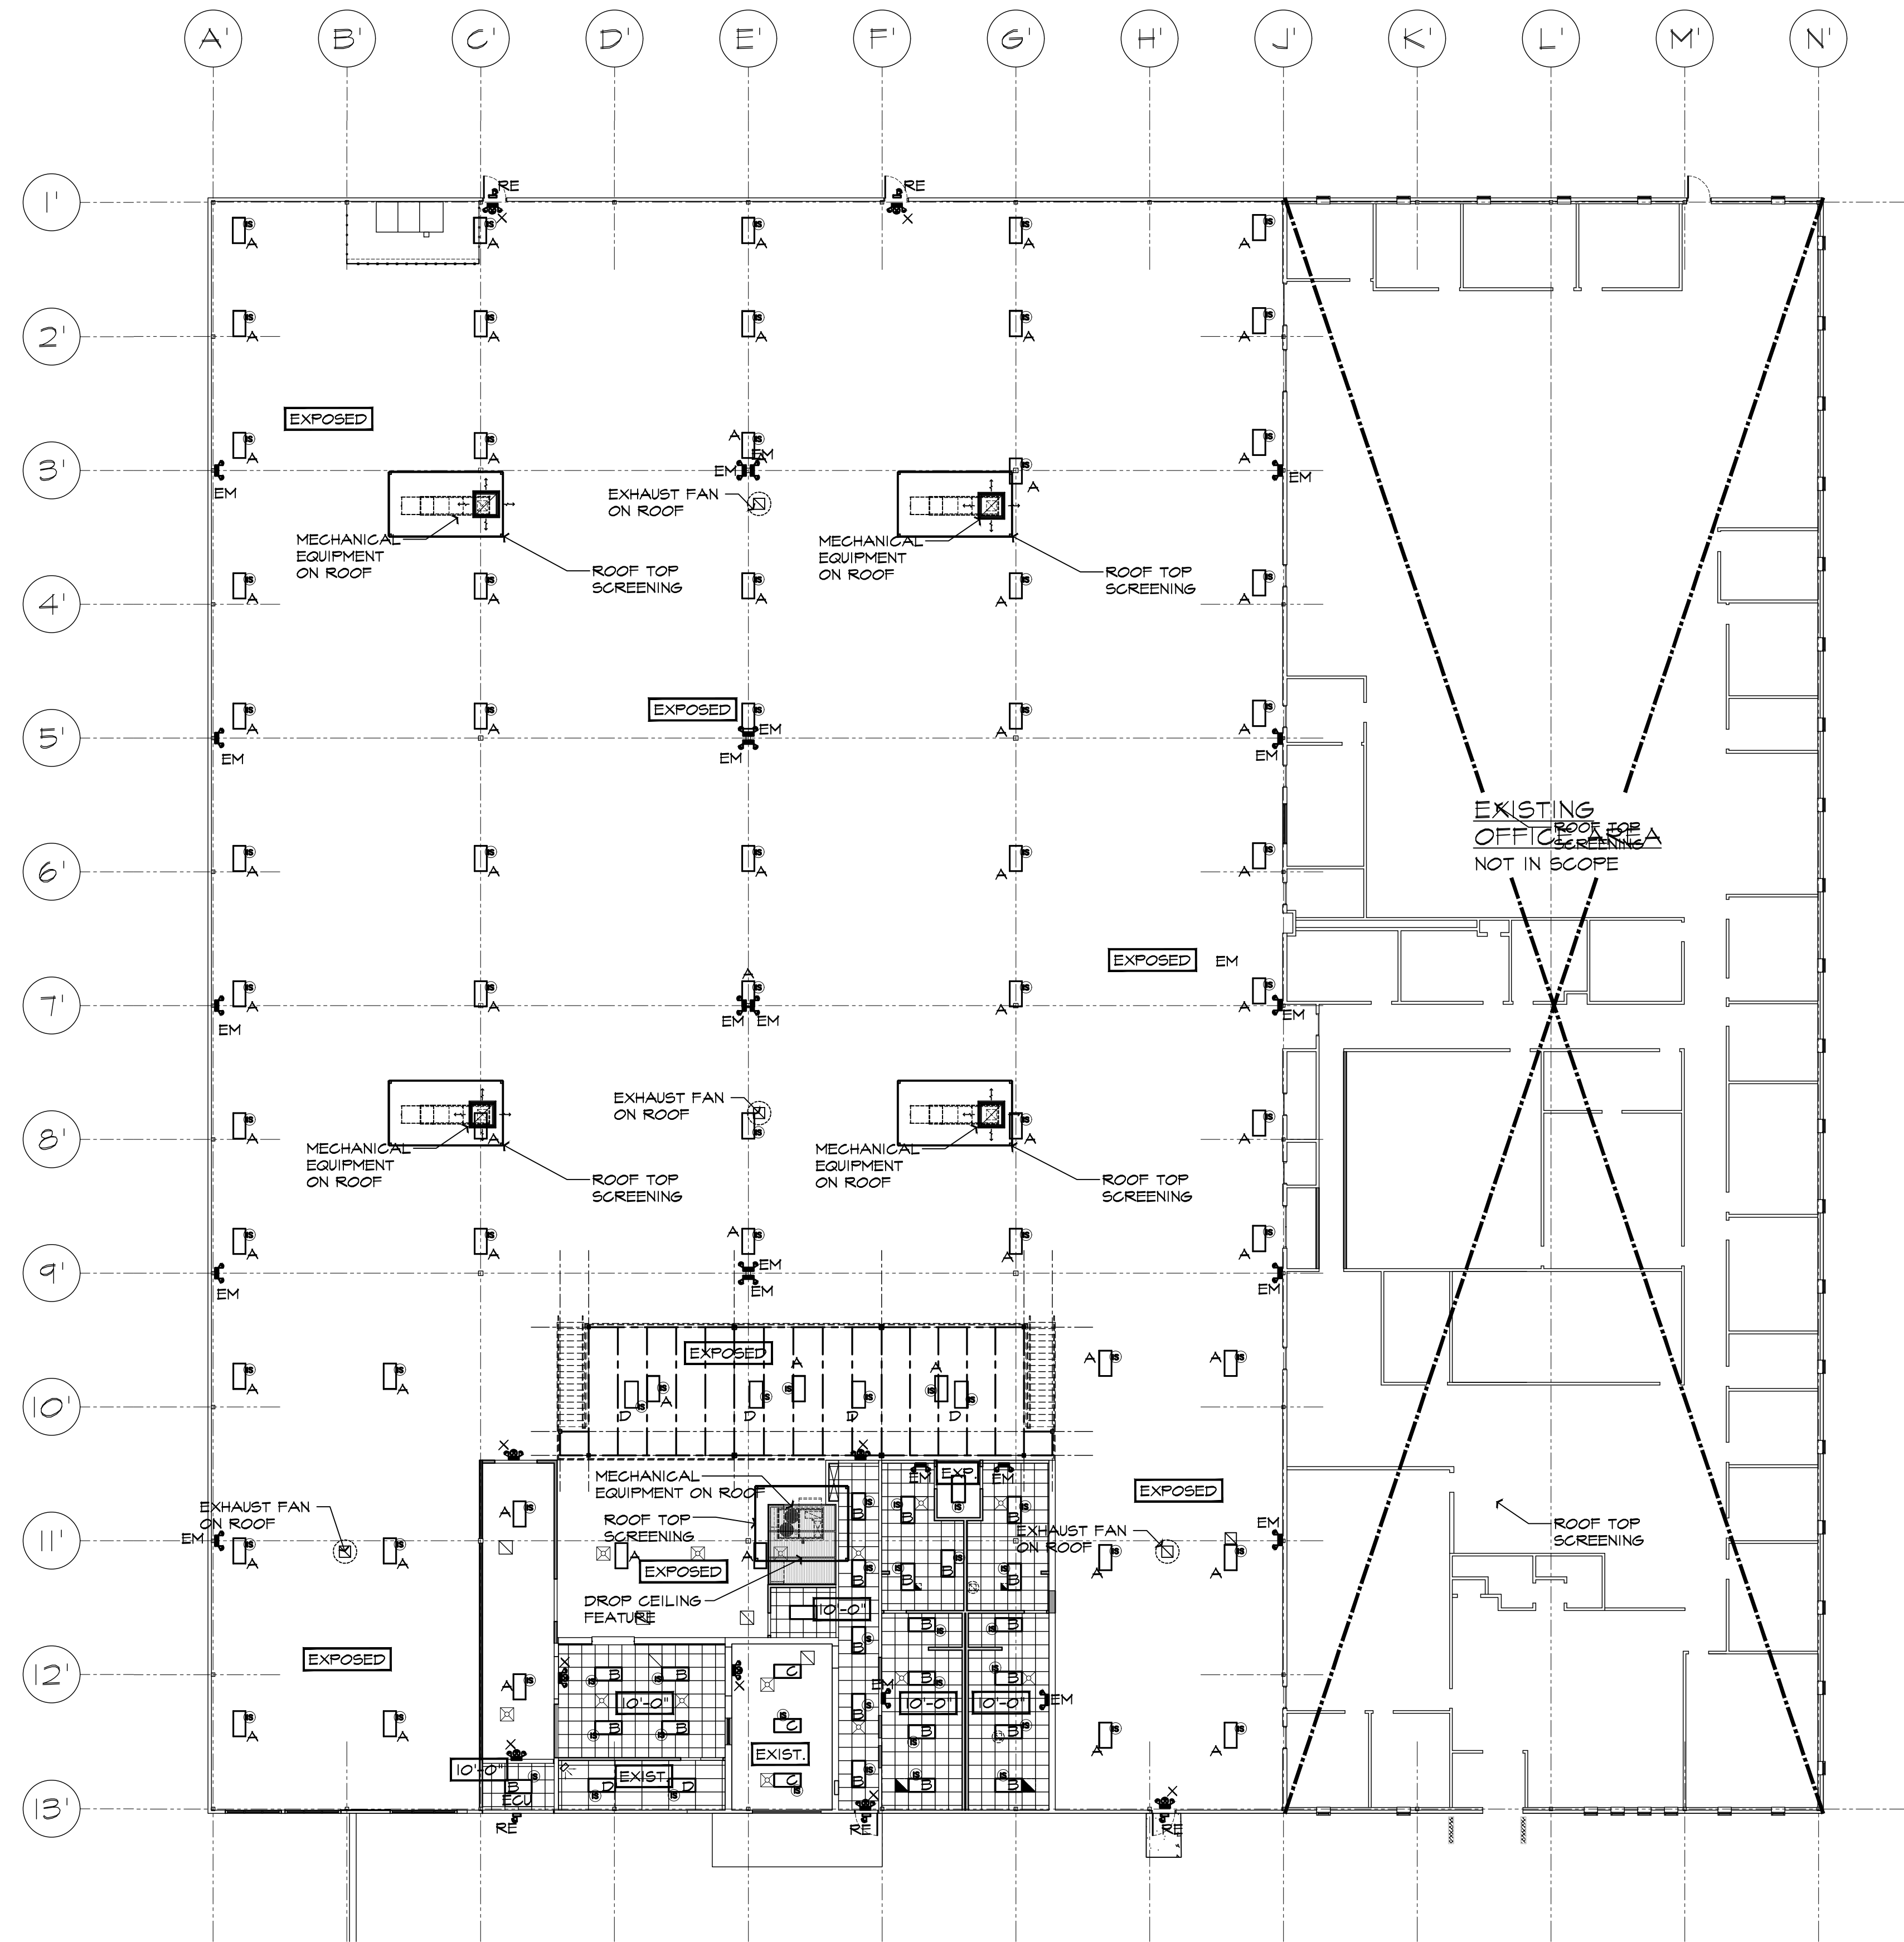 A' B' C' D' E' F' G' H' J' K' L' M' N'
RE RE
1'
X X
A A A A A
2'
A A A A A
EXPOSED
A
3'
A A A A
EM EM EM EM
EXHAUST FAN
ON ROOF
A
MECHANICAL
EQUIPMENT
ON ROOF
ROOF TOP
SCREENING
MECHANICAL
EQUIPMENT
ON ROOF
ROOF TOP
SCREENING
4'
A A A A A
EXPOSED
5'
A A A A
EM
EM EM EM
EXISTING
OFFICE AREA
NOT IN SCOPE
ROOF TOP
SCREENING
6'
A A A A A
EXPOSED EM
A
7'
A A A A
EM EM EM EM
EXHAUST FAN
ON ROOF
8'
A A A A
MECHANICAL
EQUIPMENT
ON ROOF
ROOF TOP
SCREENING
MECHANICAL
EQUIPMENT
ON ROOF
ROOF TOP
SCREENING
A
A A A A
9'
EM
EM EM EM
EXPOSED
A A A A
A A A
10'
D D D D
X X
MECHANICAL
EQUIPMENT ON ROOF
EM EXP. EM
EXPOSED
EXHAUST FAN
ON ROOF
A
B B B
ROOF TOP
SCREENING
EXHAUST FAN
ON ROOF
EM
ROOF TOP
SCREENING
11'
EM
A A A A
EXPOSED
B B B B
A A
DROP CEILING
FEATURE
10'-0"
B B B
EXPOSED
12'
X X
A B B C B B
10'-0" EM 10'-0" 10'-0" EM
B
B B C B B
A A A A
X
EXIST.
10'-0" EXIST.
B D D C B B B
ECU
X X
13'
RE RE RE